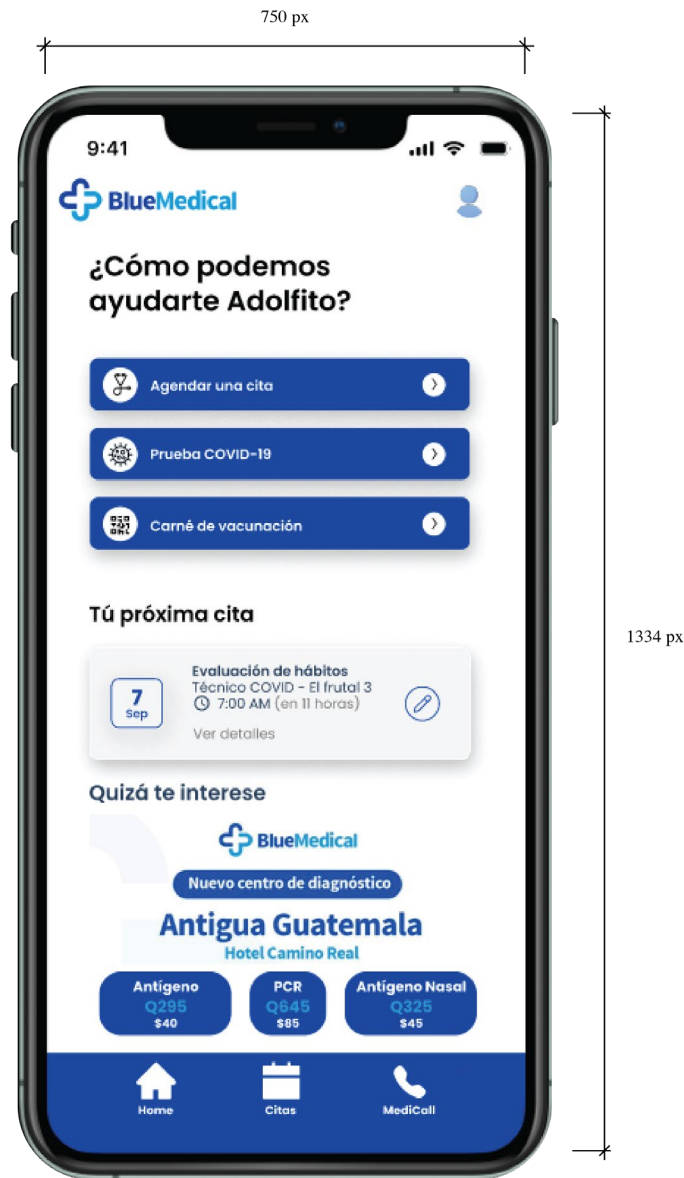 750 px
9:41
BlueMedical
¿Cómo podemos
ayudarte Adolfito?
Agendar una cita
Prueba COVID-19
Carné de vacunación
1334 px
Tú próxima cita
7
Sep
Evaluación de hábitos
Técnico COVID - El frutal 3
7:00 AM (en 11 horas)
Ver detalles
Quizá te interese
BlueMedical
Nuevo centro de diagnóstico
Antigua Guatemala
Hotel Camino Real
Antígeno
Q295
$40
PCR
Q645
$85
Antígeno Nasal
Q325
$45
Home
Citas
MediCall